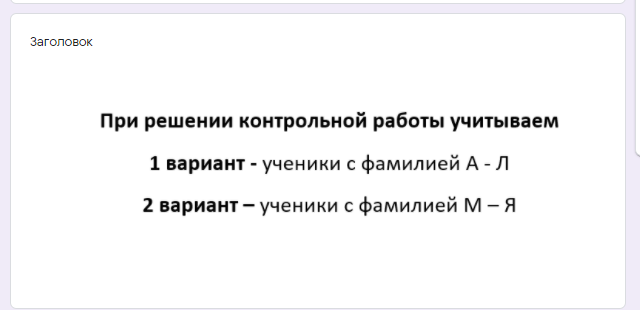 Заголовок
При решении контрольной работы учитываем
1 вариант - ученики с фамилией А - Л
2 вариант – ученики с фамилией М – Я